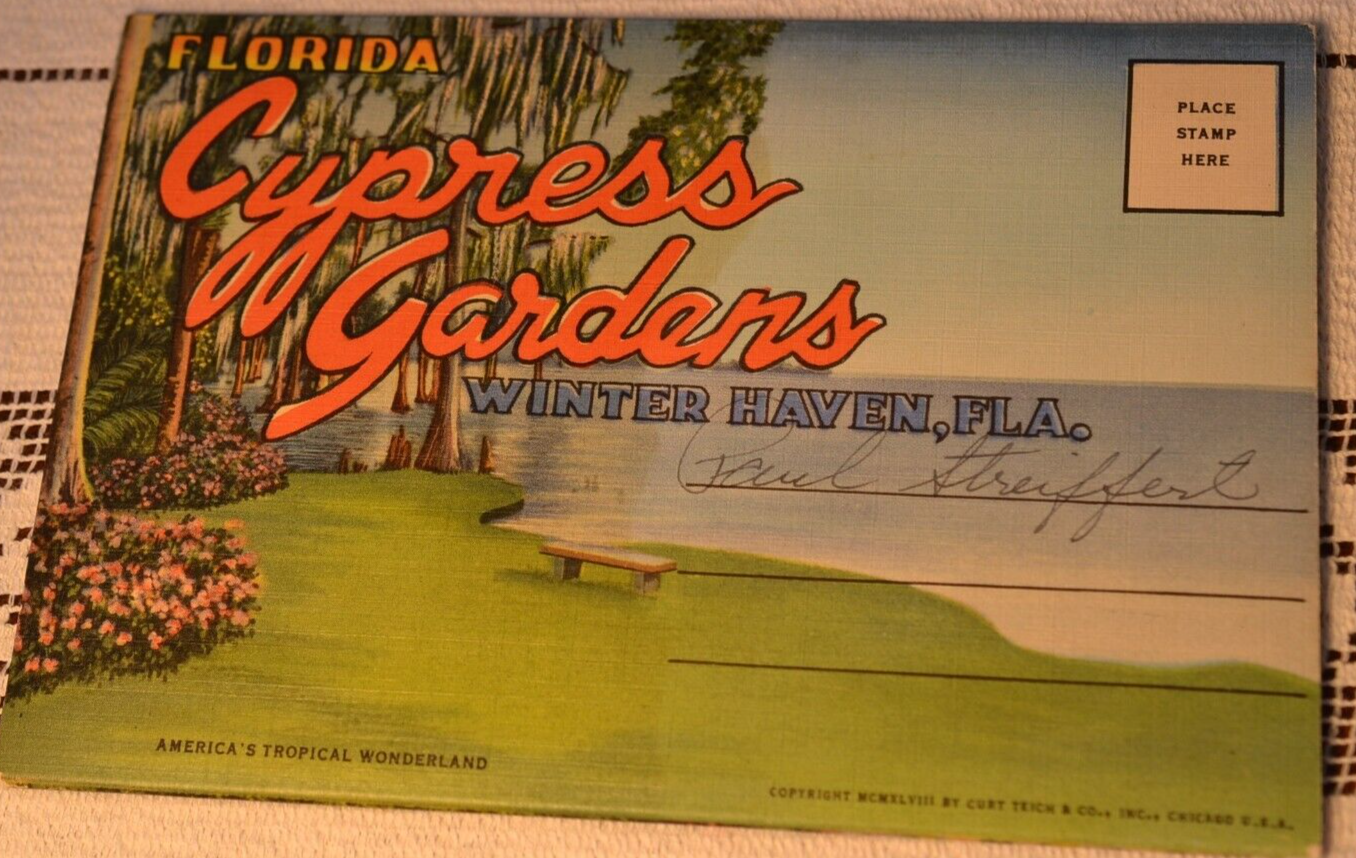 FLORIDA
Cypress
Gardens
WINTER HAVEN, FLA.
PLACE
STAMP
HERE
Paul Streiffert
AMERICA'S TROPICAL WONDERLAND
COPYRIGHT MCMXLVIII BY CURT TEICH & CO., INC., CHICAGO U.S.A.